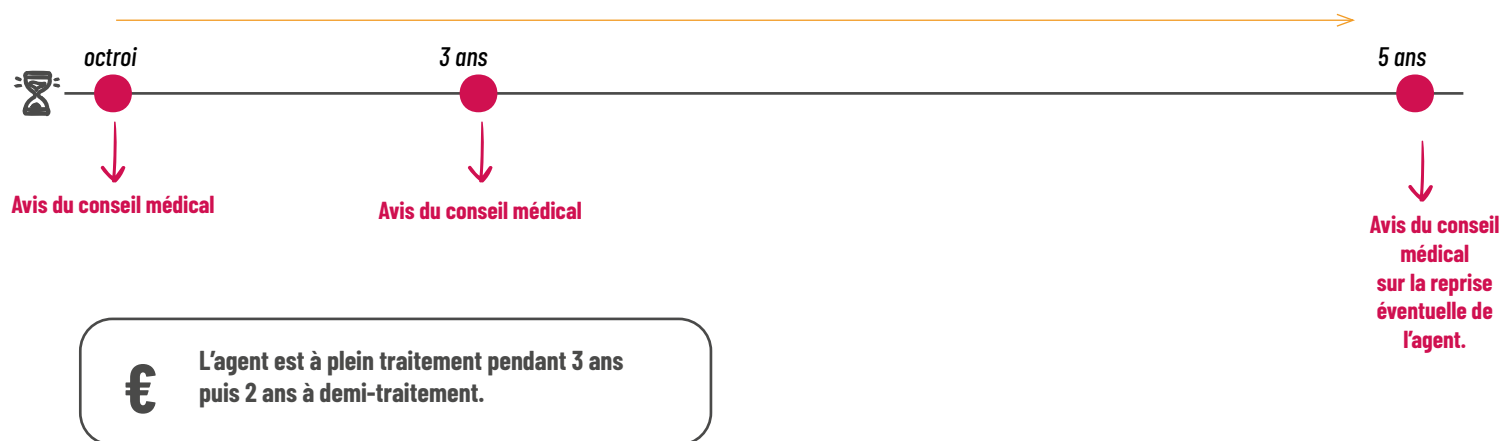 octroi
3 ans
5 ans
Avis du conseil médical
Avis du conseil médical
Avis du conseil
médical
sur la reprise
éventuelle de
l’agent.
€
L’agent est à plein traitement pendant 3 ans
puis 2 ans à demi-traitement.